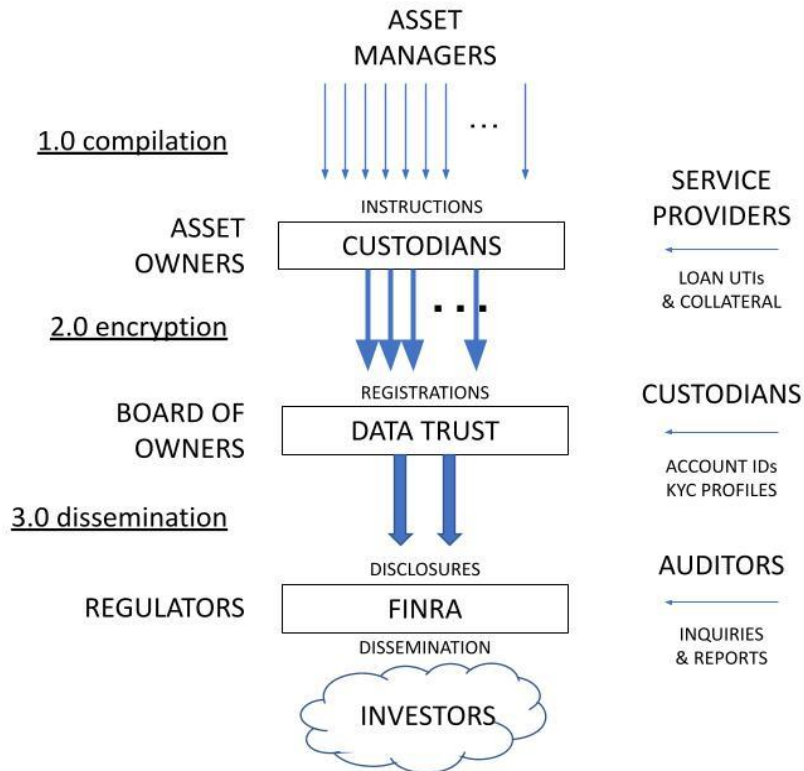 ASSET
MANAGERS
...
1.0 compilation
SERVICE
PROVIDERS
INSTRUCTIONS
ASSET
OWNERS
CUSTODIANS
LOAN UTIs
& COLLATERAL
...
2.0 encryption
REGISTRATIONS
CUSTODIANS
BOARD OF
OWNERS
DATA TRUST
ACCOUNT IDs
KYC PROFILES
3.0 dissemination
DISCLOSURES
AUDITORS
REGULATORS
FINRA
INQUIRIES
& REPORTS
DISSEMINATION
INVESTORS